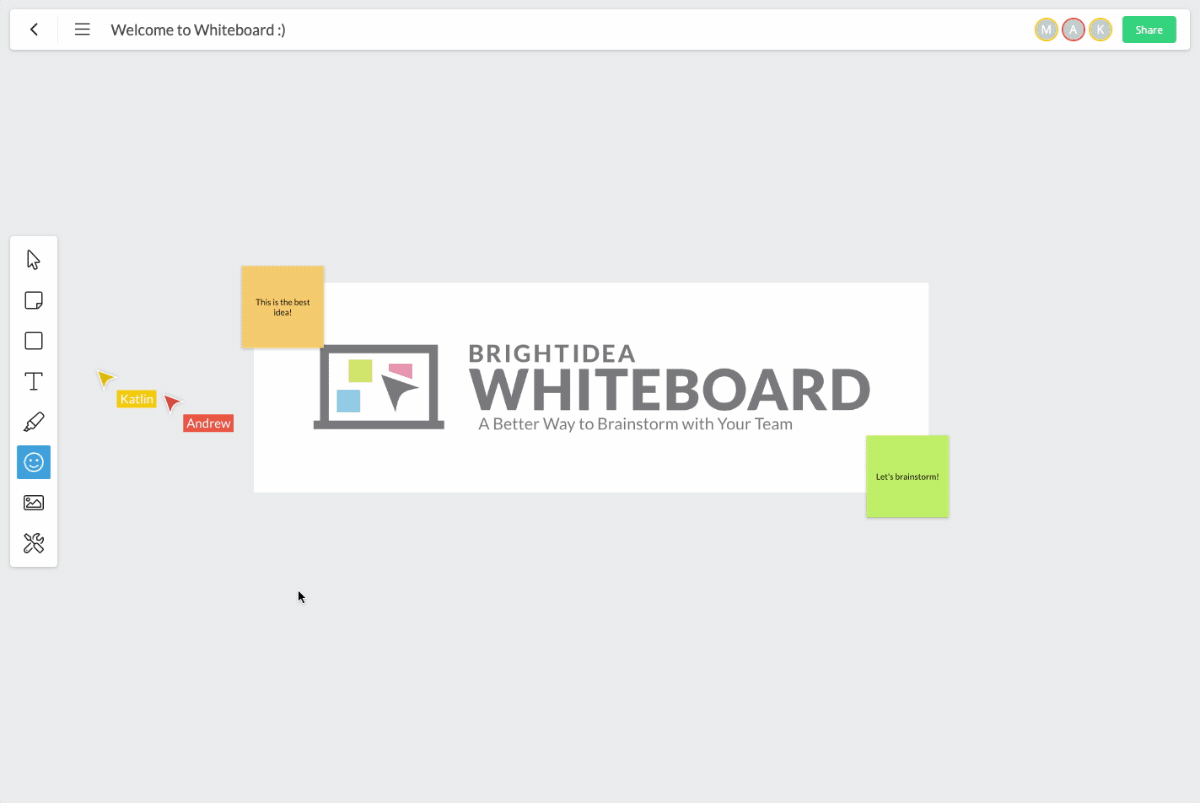 Welcome to Whiteboard :)
M
A
K
Share
This is the best
idea!
BRIGHTIDEA
WHITEBOARD
A Better Way to Brainstorm with Your Team
Katlin
Andrew
Let's brainstorm!
T